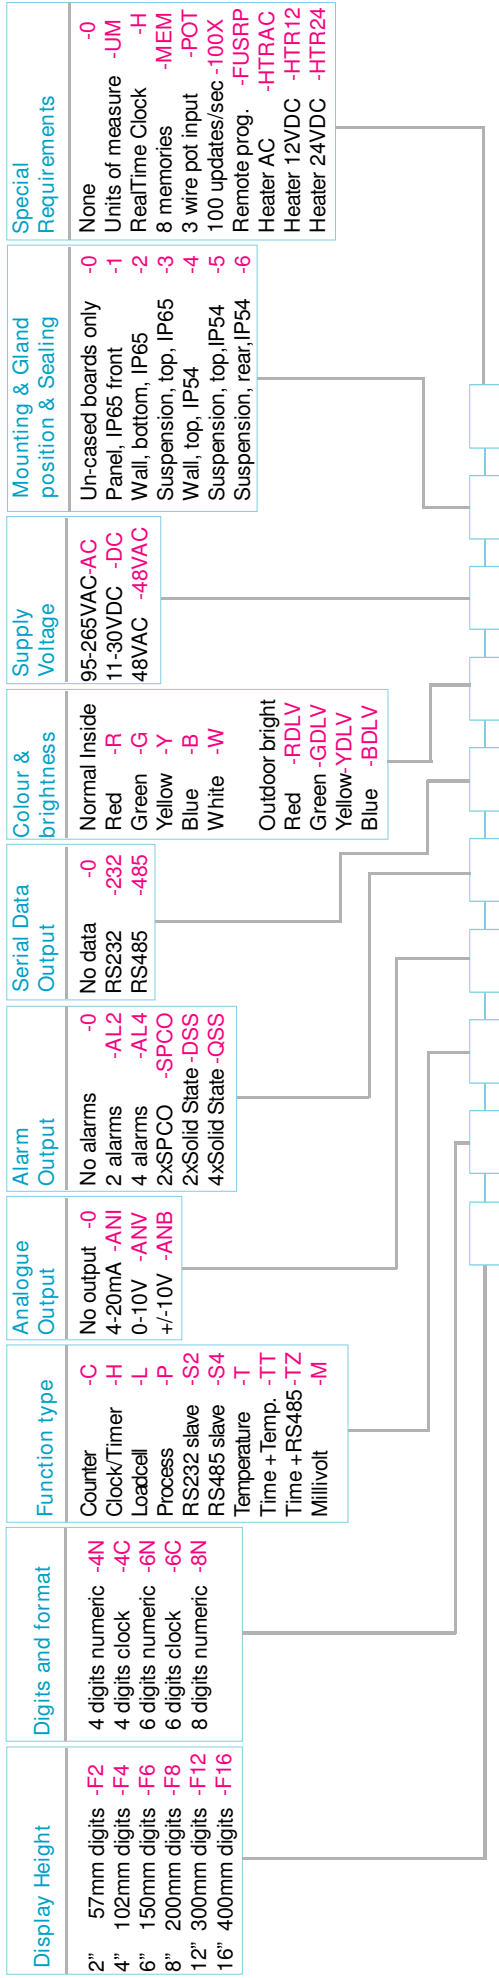 Display Height
2” 57mm digits -F2
4” 102mm digits -F4
6” 150mm digits -F6
8” 200mm digits -F8
12” 300mm digits -F12
16” 400mm digits -F16
Digits and format
4 digits numeric -4N
4 digits clock -4C
6 digits numeric -6N
6 digits clock -6C
8 digits numeric -8N
Function type
Counter -C
Clock/Timer -H
Loadcell -L
Process -P
RS232 slave -S2
RS485 slave -S4
Temperature -T
Time +Temp. -TT
Time +RS485 -TZ
Millivolt -M
Analogue
Output
No output -0
4-20mA -ANI
0-10V -ANV
+/-10V -ANB
Alarm
Output
No alarms -0
2 alarms -AL2
4 alarms -AL4
2xSPCO -SPCO
2xSolid State -DSS
4xSolid State -QSS
Serial Data
Output
No data -0
RS232 -232
RS485 -485
Colour &
brightness
Normal Inside
Red -R
Green -G
Yellow -Y
Blue -B
White -W
Outdoor bright
Red -RDLV
Green -GDLV
Yellow-YDLV
Blue -BDLV
Supply
Voltage
95-265VAC-AC
11-30VDC -DC
48VAC -48VAC
Mounting & Gland
position & Sealing
Un-cased boards only -0
Panel, IP65 front -1
Wall, bottom, IP65 -2
Suspension, top, IP65 -3
Wall, top, IP54 -4
Suspension, top,IP54 -5
Suspension, rear,IP54 -6
Special
Requirements
None -0
Units of measure -UM
RealTime Clock -H
8 memories -MEM
3 wire pot input -POT
100 updates/sec -100X
Remote prog. -FUSRP
Heater AC -HTRAC
Heater 12VDC -HTR12
Heater 24VDC -HTR24